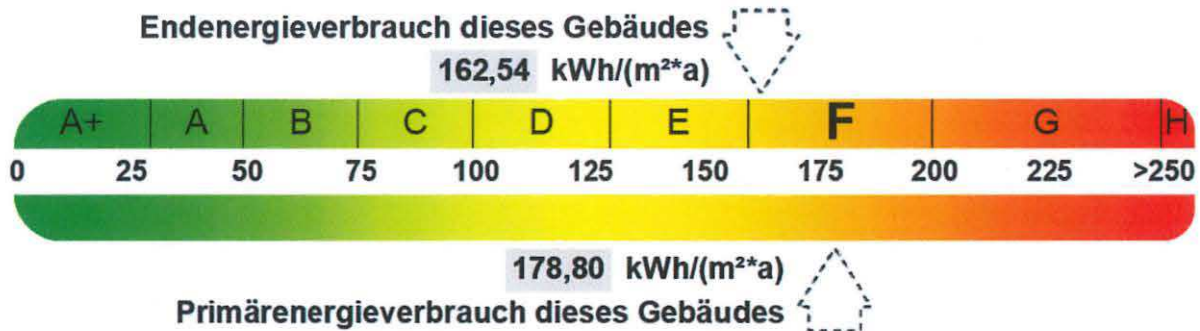 Endenergieverbrauch dieses Gebäudes
162,54 kWh/(m²*a)
A+ A B C D E F G H
0 25 50 75 100 125 150 175 200 225 >250
178,80 kWh/(m²*a)
Primärenergieverbrauch dieses Gebäudes